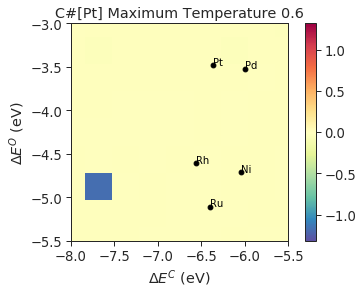 C#[Pt] Maximum Temperature 0.6
−3.0
−3.5
−4.0
−4.5
−5.0
−5.5
ΔE^O (eV)
Pt
Pd
Rh
Ni
Ru
−8.0 −7.5 −7.0 −6.5 −6.0 −5.5
ΔE^C (eV)
1.0
0.5
0.0
−0.5
−1.0